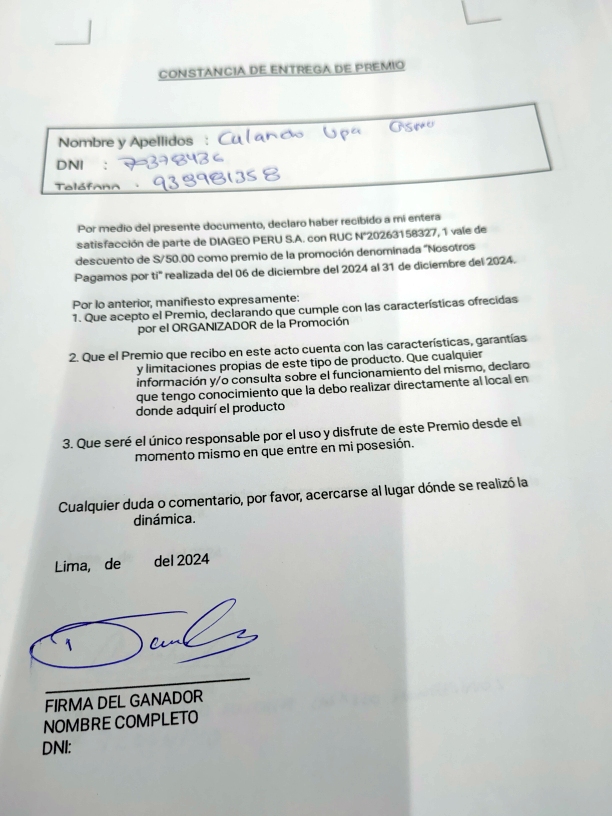 CONSTANCIA DE ENTREGA DE PREMIO
Nombre y Apellidos : Calando Upa
DNI : 79378436
Teléfono : 938981358
Por medio del presente documento, declaro haber recibido a mi entera
satisfacción de parte de DIAGEO PERU S.A. con RUC N°20263158327, 1 vale de
descuento de S/50.00 como premio de la promoción denominada "Nosotros
Pagamos por ti" realizada del 06 de diciembre del 2024 al 31 de diciembre del 2024.
Por lo anterior, manifiesto expresamente:
1. Que acepto el Premio, declarando que cumple con las características ofrecidas
por el ORGANIZADOR de la Promoción
2. Que el Premio que recibo en este acto cuenta con las características, garantías
y limitaciones propias de este tipo de producto. Que cualquier
información y/o consulta sobre el funcionamiento del mismo, declaro
que tengo conocimiento que la debo realizar directamente al local en
donde adquirí el producto
3. Que seré el único responsable por el uso y disfrute de este Premio desde el
momento mismo en que entre en mi posesión.
Cualquier duda o comentario, por favor, acercarse al lugar dónde se realizó la
dinámica.
Lima, de del 2024
FIRMA DEL GANADOR
NOMBRE COMPLETO
DNI: